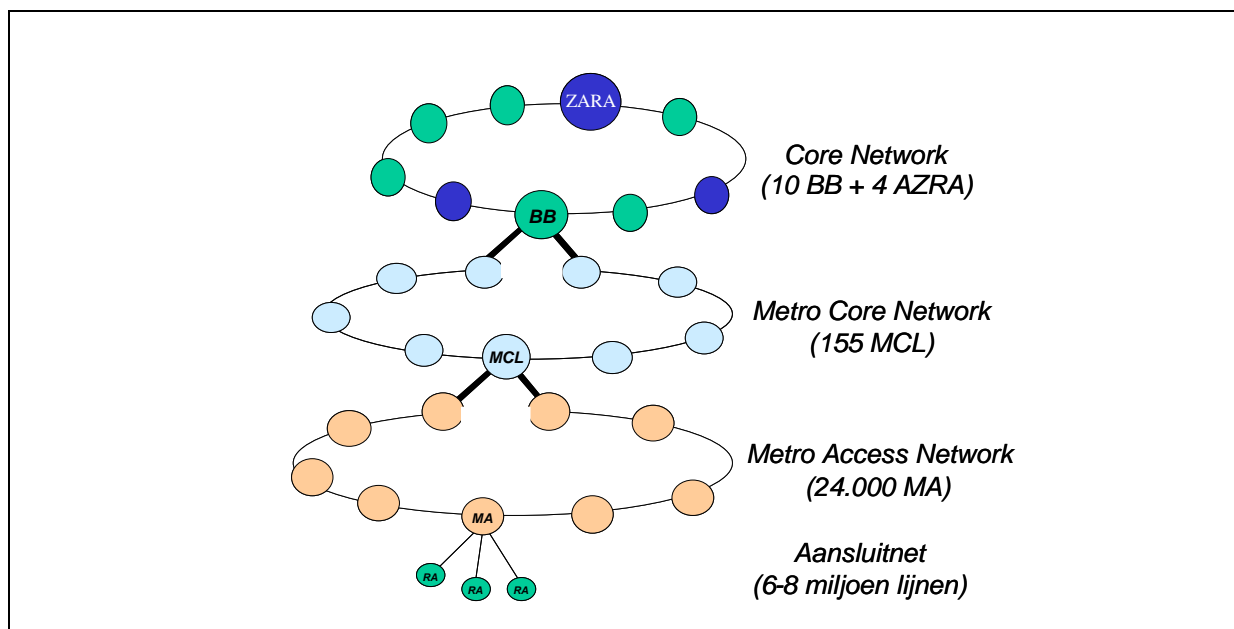 ZARA
Core Network
(10 BB + 4 AZRA)
BB
Metro Core Network
(155 MCL)
MCL
Metro Access Network
(24.000 MA)
MA
Aansluitnet
(6-8 miljoen lijnen)
RA
RA
RA